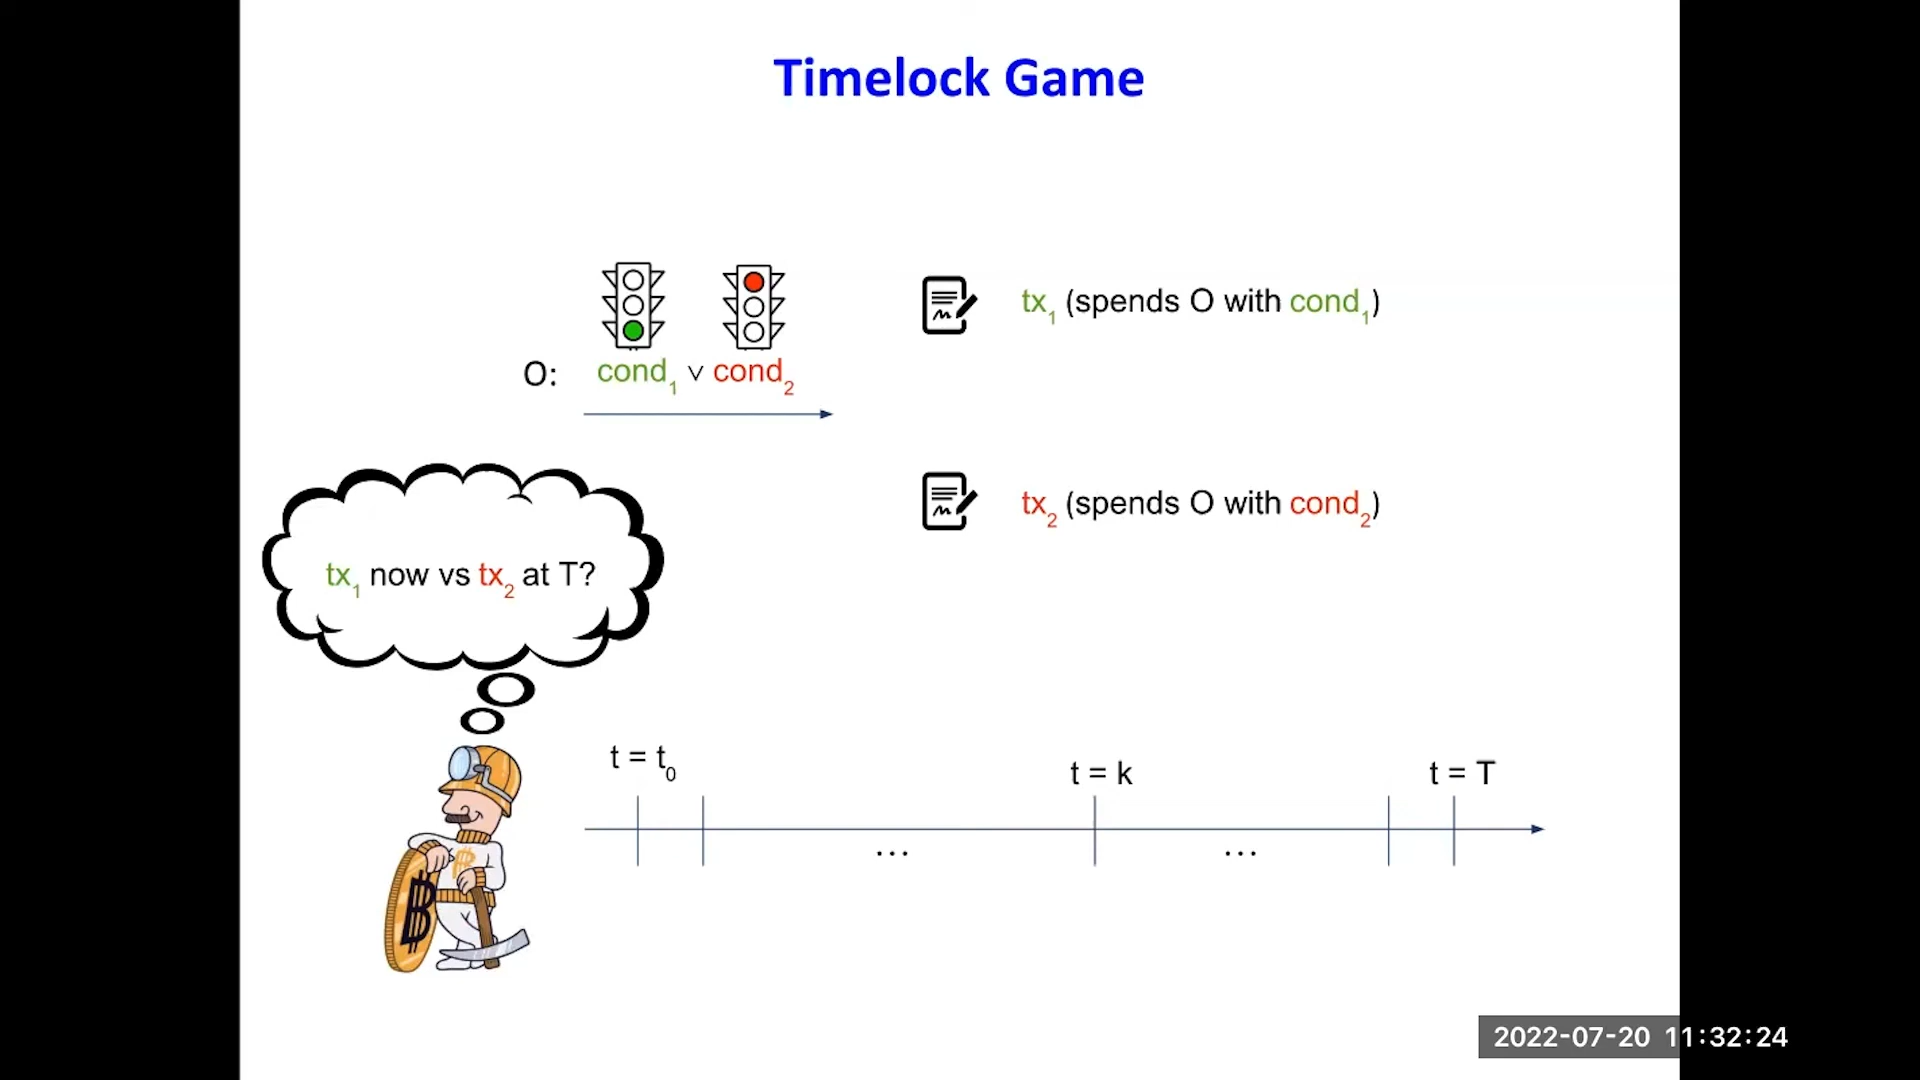 Timelock Game
tx₁ (spends O with cond₁)
O: cond₁ ∨ cond₂
tx₂ (spends O with cond₂)
tx₁ now vs tx₂ at T?
t = t₀
t = k
t = T
...
...
2022-07-20 11:32:24